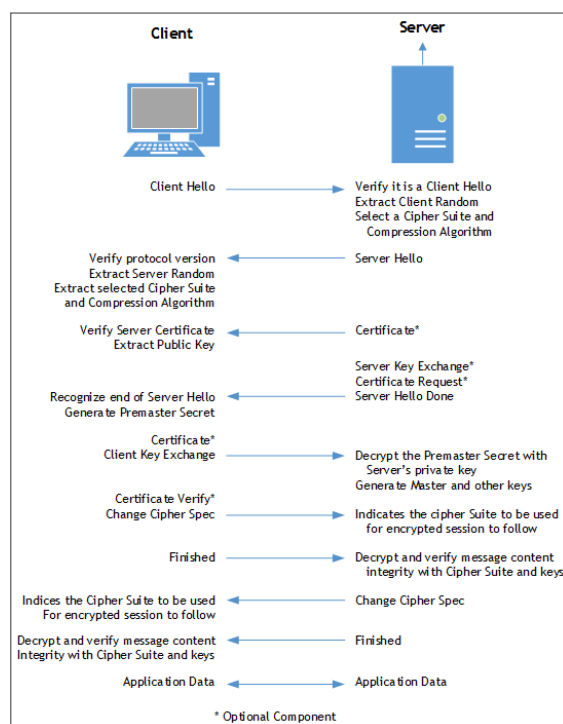 Client
Server
Client Hello
Verify it is a Client Hello
Extract Client Random
Select a Cipher Suite and
Compression Algorithm
Verify protocol version
Extract Server Random
Extract selected Cipher Suite
and Compression Algorithm
Server Hello
Verify Server Certificate
Extract Public Key
Certificate*
Server Key Exchange*
Certificate Request*
Server Hello Done
Recognize end of Server Hello
Generate Premaster Secret
Certificate*
Client Key Exchange
Decrypt the Premaster Secret with
Server's private key
Generate Master and other keys
Certificate Verify*
Change Cipher Spec
Indicates the cipher Suite to be used
for encrypted session to follow
Finished
Decrypt and verify message content
integrity with Cipher Suite and keys
Indices the Cipher Suite to be used
For encrypted session to follow
Change Cipher Spec
Decrypt and verify message content
Integrity with Cipher Suite and keys
Finished
Application Data
Application Data
* Optional Component